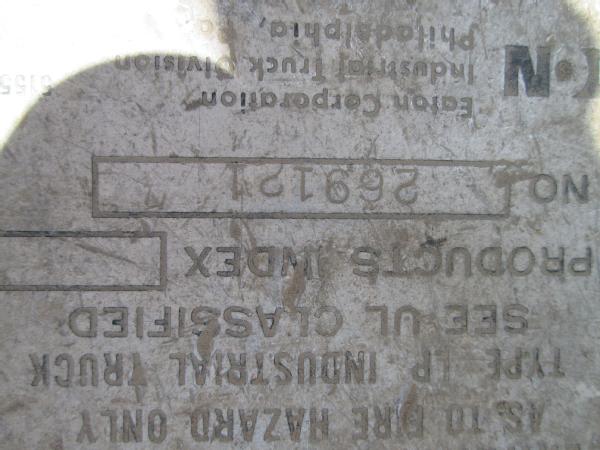 AS TO FIRE HAZARD ONLY
TYPE LP INDUSTRIAL TRUCK
SEE UL CLASSIFIED
PRODUCTS INDEX
NO 269121
Eaton Corporation
Industrial Truck Division
Philadelphia,